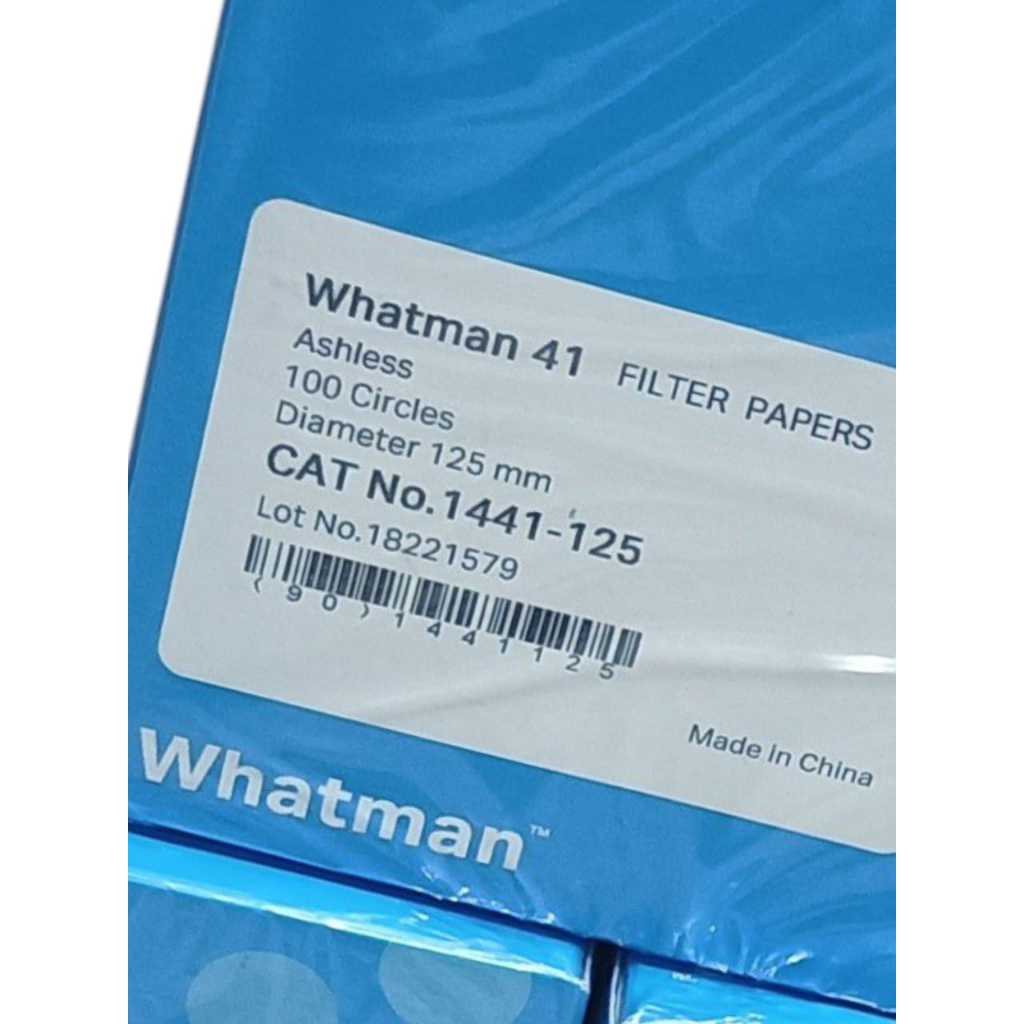 Whatman 41 FILTER PAPERS
Ashless
100 Circles
Diameter 125 mm
CAT No.1441-125
Lot No.18221579
(90)1441125
Made in China
Whatman™